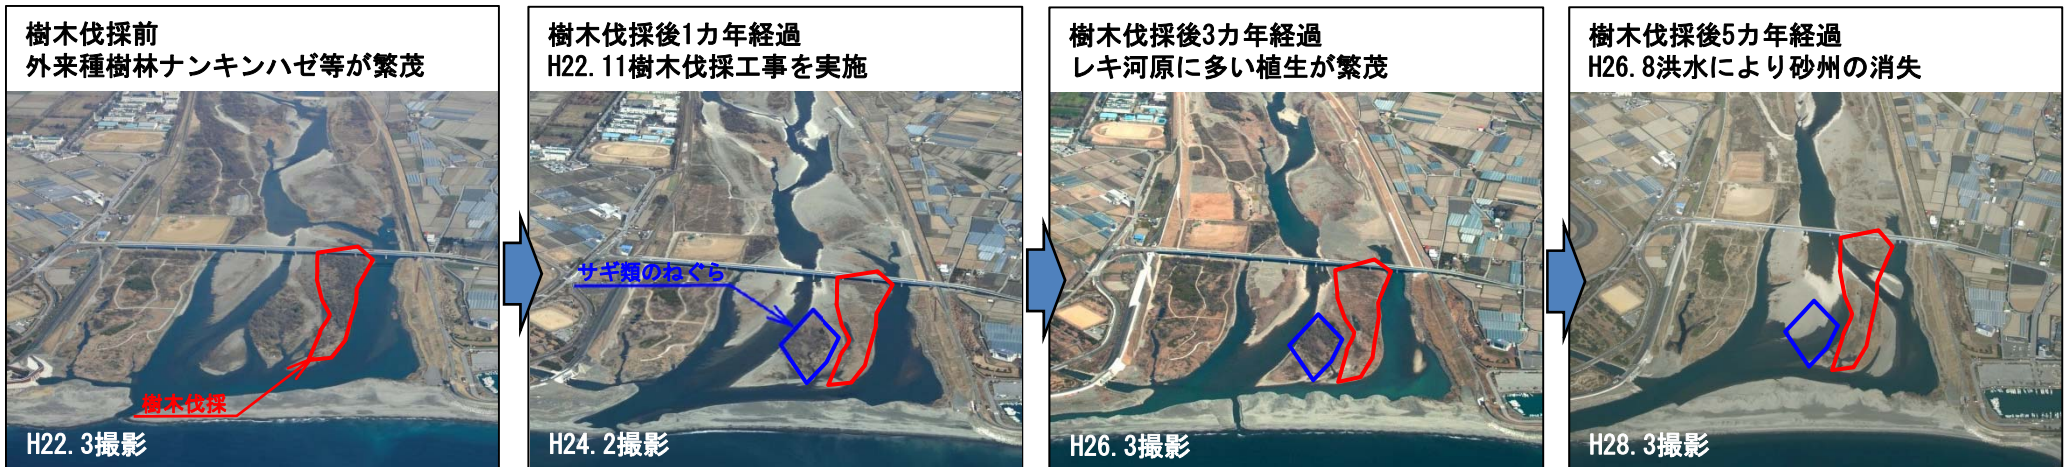 樹木伐採前
外来種樹林ナンキンハゼ等が繁茂
樹木伐採
H22.3撮影
樹木伐採後1カ年経過
H22.11樹木伐採工事を実施
サギ類のねぐら
H24.2撮影
樹木伐採後3カ年経過
レキ河原に多い植生が繁茂
H26.3撮影
樹木伐採後5カ年経過
H26.8洪水により砂州の消失
H28.3撮影